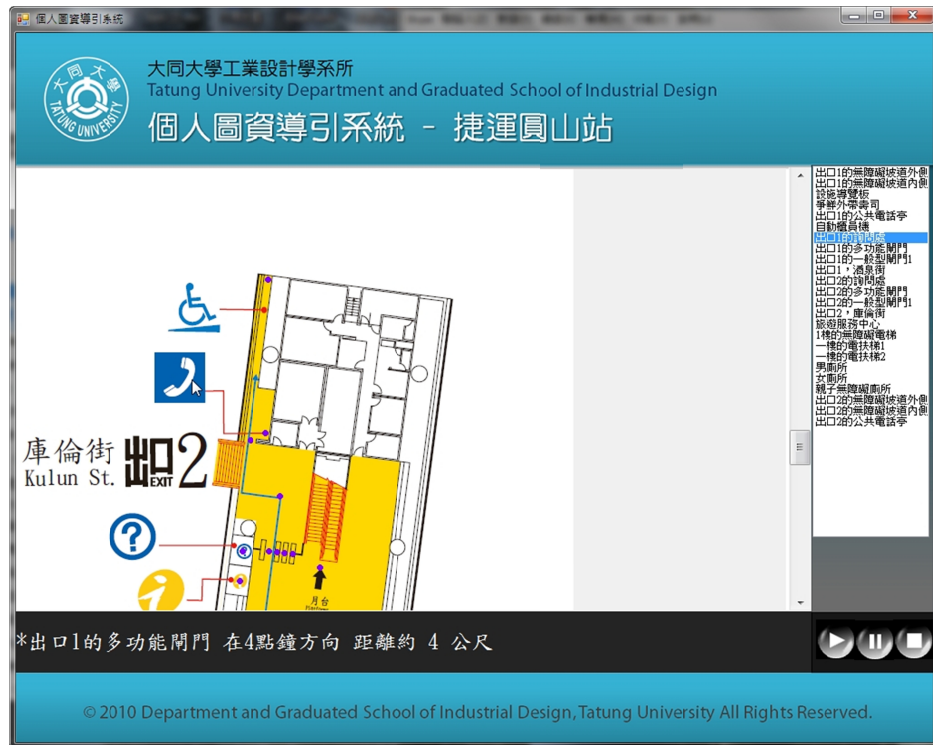 個人圖資導引系統
大同大學
TATUNG UNIVERSITY
大同大學工業設計學系所
Tatung University Department and Graduated School of Industrial Design
個人圖資導引系統 - 捷運圓山站
庫倫街 出口 2
Kulun St. EXIT
?
i
月台
出口1的無障礙坡道外側
出口1的無障礙坡道內側
設施導覽板
爭鮮外帶壽司
出口1的公共電話亭
自動櫃員機
出口1的詢問處
出口1的多功能閘門
出口1的一般型閘門1
出口1，酒泉街
出口2的詢問處
出口2的多功能閘門
出口2的一般型閘門1
出口2，庫倫街
旅遊服務中心
1樓的無障礙電梯
一樓的電扶梯1
一樓的電扶梯2
男廁所
女廁所
親子無障礙廁所
出口2的無障礙坡道外側
出口2的無障礙坡道內側
出口2的公共電話亭
*出口1的多功能閘門 在4點鐘方向 距離約 4 公尺
© 2010 Department and Graduated School of Industrial Design,Tatung University All Rights Reserved.